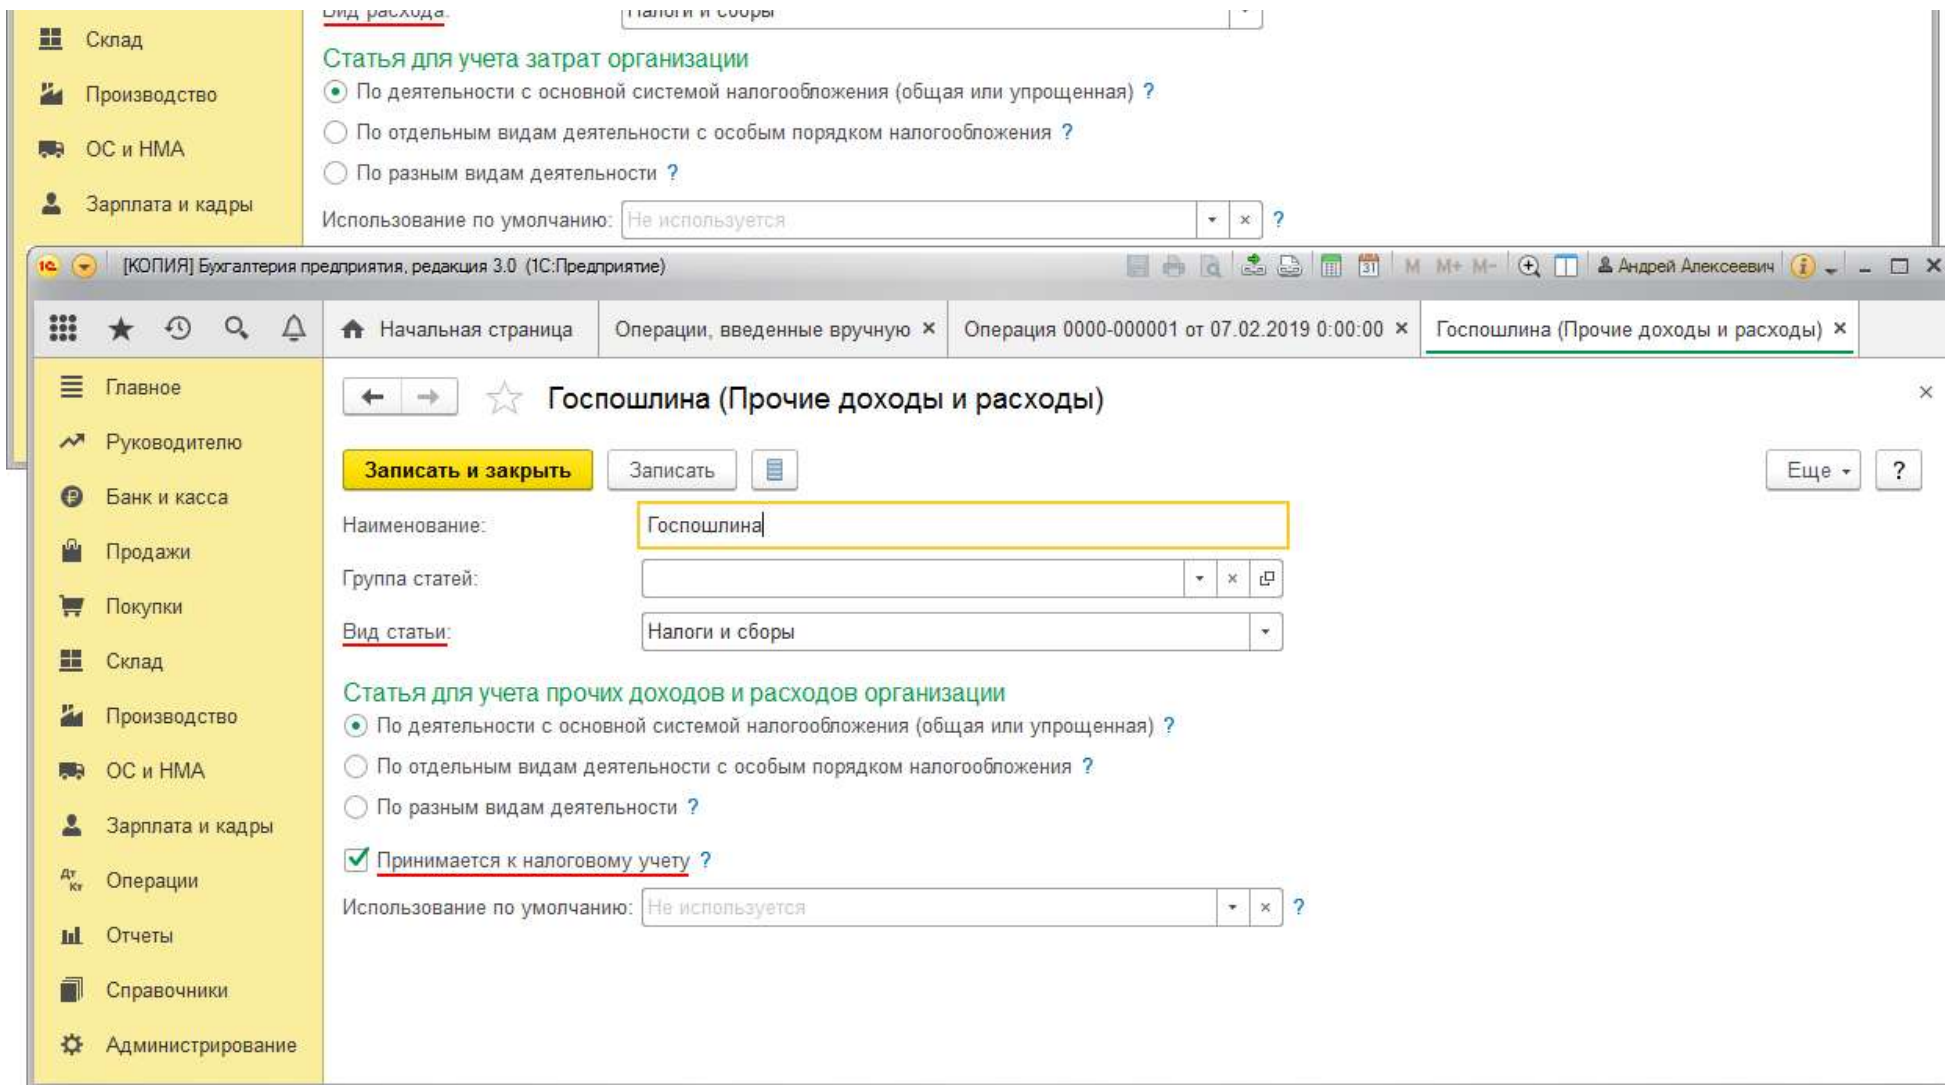 Вид расхода: Налоги и сборы
Склад
Статья для учета затрат организации
Производство
По деятельности с основной системой налогообложения (общая или упрощенная) ?
По отдельным видам деятельности с особым порядком налогообложения ?
ОС и НМА
По разным видам деятельности ?
Зарплата и кадры
Использование по умолчанию: Не используется ?
[КОПИЯ] Бухгалтерия предприятия, редакция 3.0 (1С:Предприятие) 31 M M+ M- Андрей Алексеевич
Начальная страница Операции, введенные вручную × Операция 0000-000001 от 07.02.2019 0:00:00 × Госпошлина (Прочие доходы и расходы) ×
Главное
Госпошлина (Прочие доходы и расходы)
Руководителю
Записать и закрыть Записать Еще ?
Банк и касса
Наименование: Госпошлина
Продажи
Группа статей:
Покупки
Вид статьи: Налоги и сборы
Склад
Статья для учета прочих доходов и расходов организации
Производство
По деятельности с основной системой налогообложения (общая или упрощенная) ?
ОС и НМА
По отдельным видам деятельности с особым порядком налогообложения ?
По разным видам деятельности ?
Зарплата и кадры
Принимается к налоговому учету ?
Дт Кт Операции
Использование по умолчанию: Не используется ?
Отчеты
Справочники
Администрирование